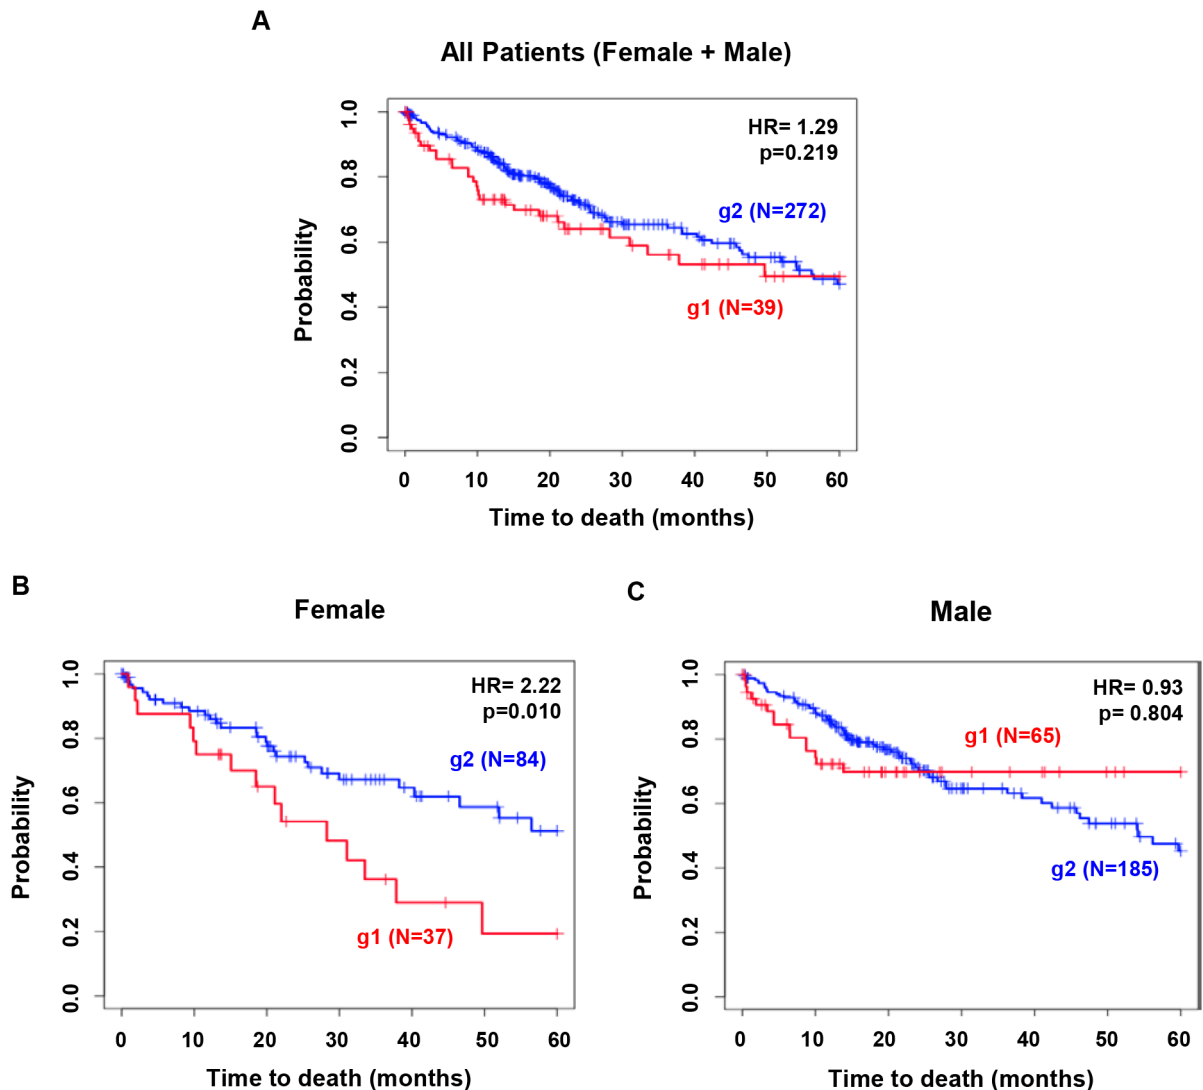 A
All Patients (Female + Male)
HR= 1.29
p=0.219
g2 (N=272)
g1 (N=39)
Probability
0.0 0.2 0.4 0.6 0.8 1.0
0 10 20 30 40 50 60
Time to death (months)
B
Female
HR= 2.22
p=0.010
g2 (N=84)
g1 (N=37)
Probability
0.0 0.2 0.4 0.6 0.8 1.0
0 10 20 30 40 50 60
Time to death (months)
C
Male
HR= 0.93
p= 0.804
g1 (N=65)
g2 (N=185)
Probability
0.0 0.2 0.4 0.6 0.8 1.0
0 10 20 30 40 50 60
Time to death (months)